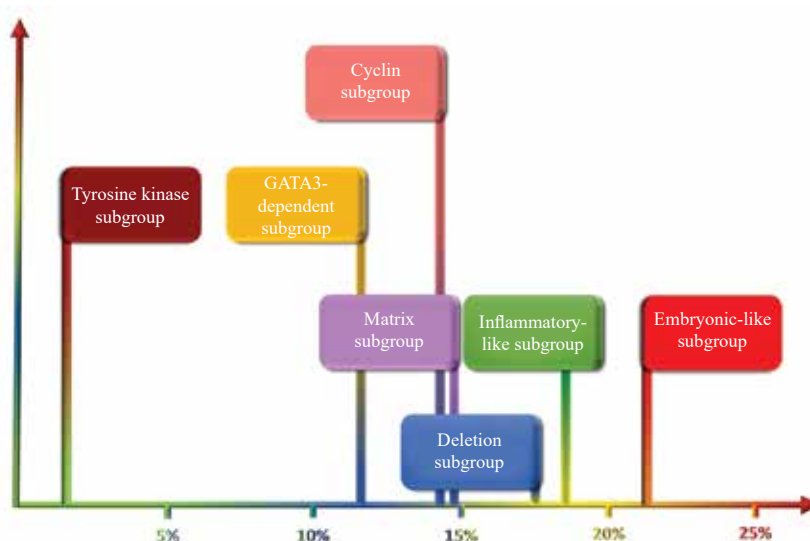 Cyclin
subgroup
Tyrosine kinase
subgroup
GATA3-
dependent
subgroup
Matrix
subgroup
Inflammatory-
like subgroup
Embryonic-like
subgroup
Deletion
subgroup
5%
10%
15%
20%
25%